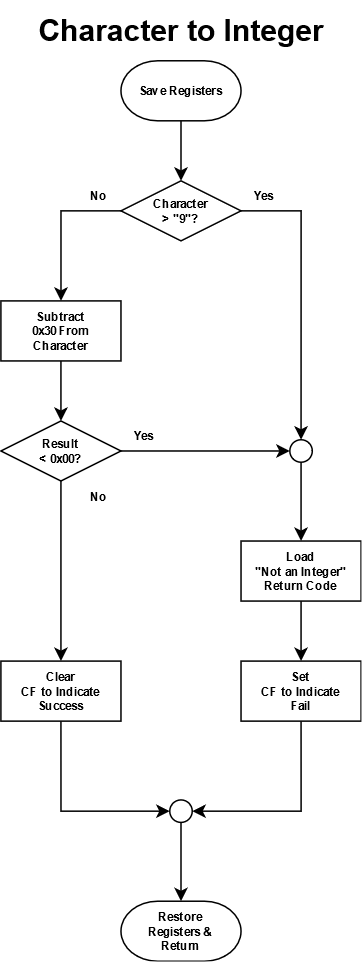 Character to Integer
Save Registers
No
Yes
Character
> "9"?
Subtract
0x30 From
Character
Result
< 0x00?
Yes
No
Load
"Not an Integer"
Return Code
Clear
CF to Indicate
Success
Set
CF to Indicate
Fail
Restore
Registers &
Return